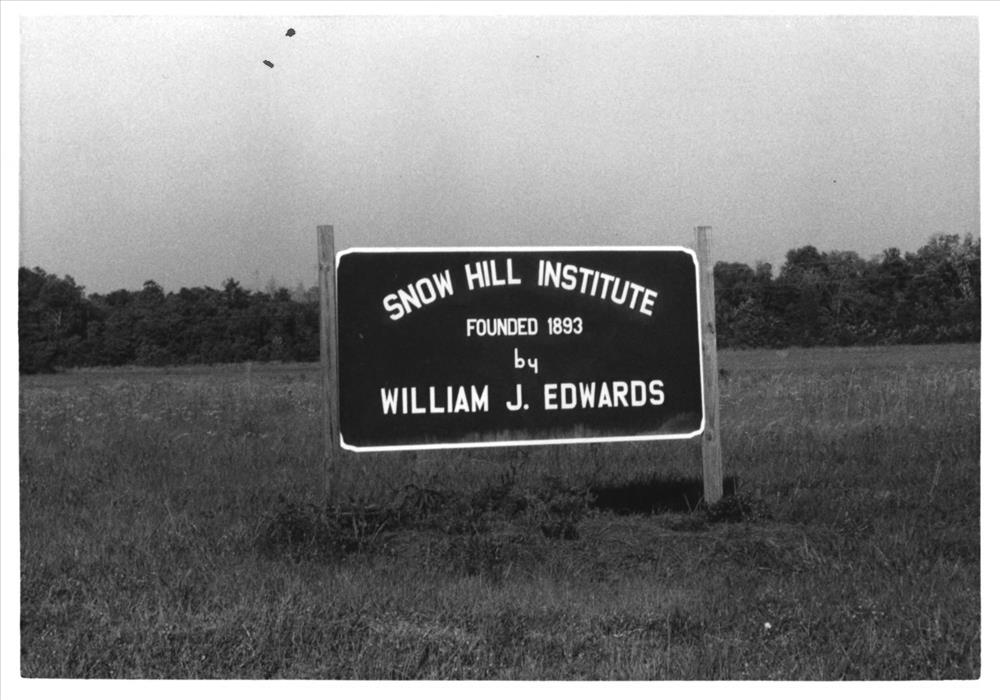 SNOW HILL INSTITUTE
FOUNDED 1893
by
WILLIAM J. EDWARDS